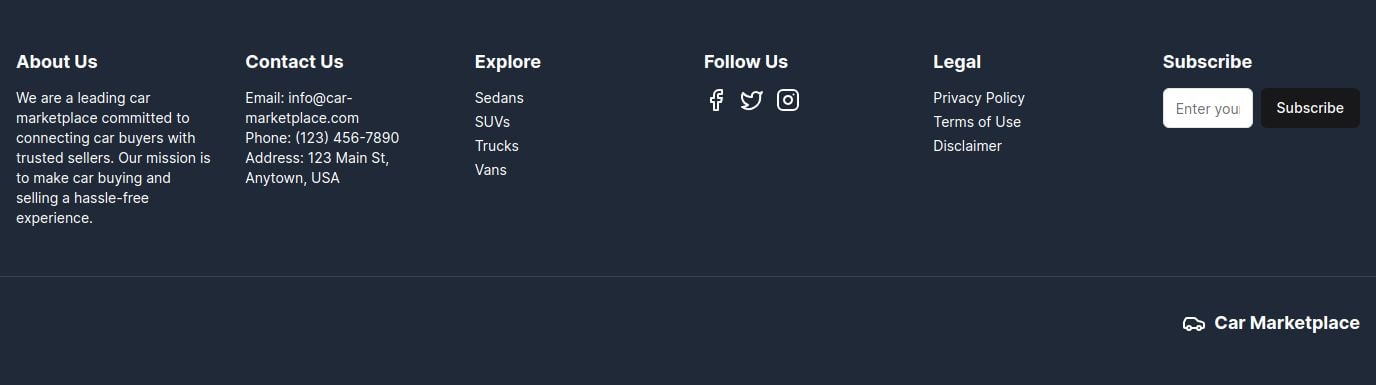 About Us
We are a leading car
marketplace committed to
connecting car buyers with
trusted sellers. Our mission is
to make car buying and
selling a hassle-free
experience.
Contact Us
Email: info@car-
marketplace.com
Phone: (123) 456-7890
Address: 123 Main St,
Anytown, USA
Explore
Sedans
SUVs
Trucks
Vans
Follow Us
Legal
Privacy Policy
Terms of Use
Disclaimer
Subscribe
Enter you
Subscribe
Car Marketplace